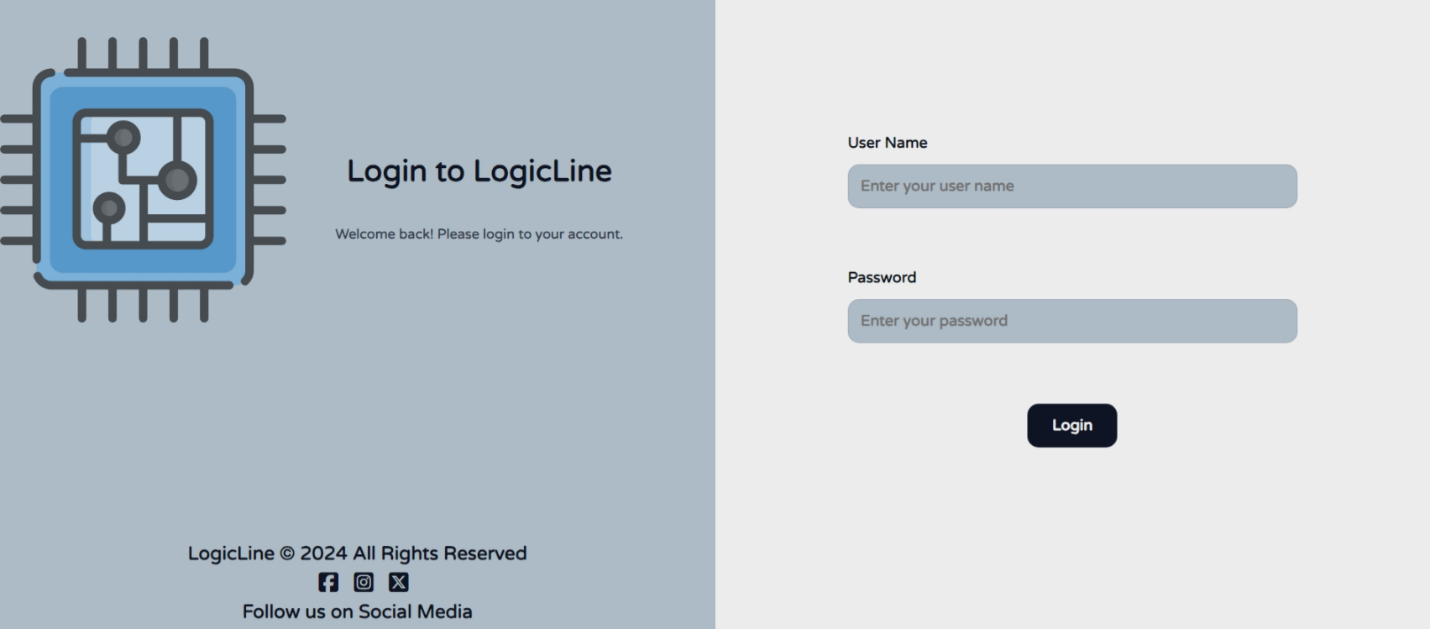 Login to LogicLine
Welcome back! Please login to your account.
LogicLine © 2024 All Rights Reserved
Follow us on Social Media
User Name
Enter your user name
Password
Enter your password
Login